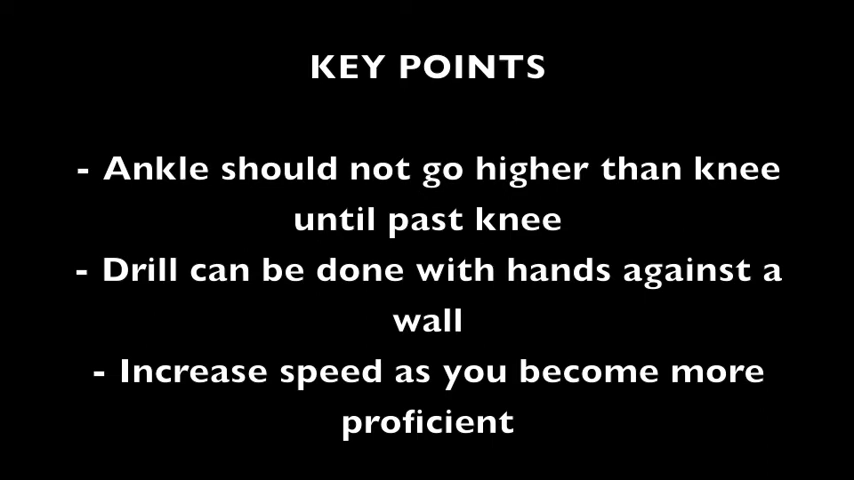 KEY POINTS
- Ankle should not go higher than knee
until past knee
- Drill can be done with hands against a
wall
- Increase speed as you become more
proficient